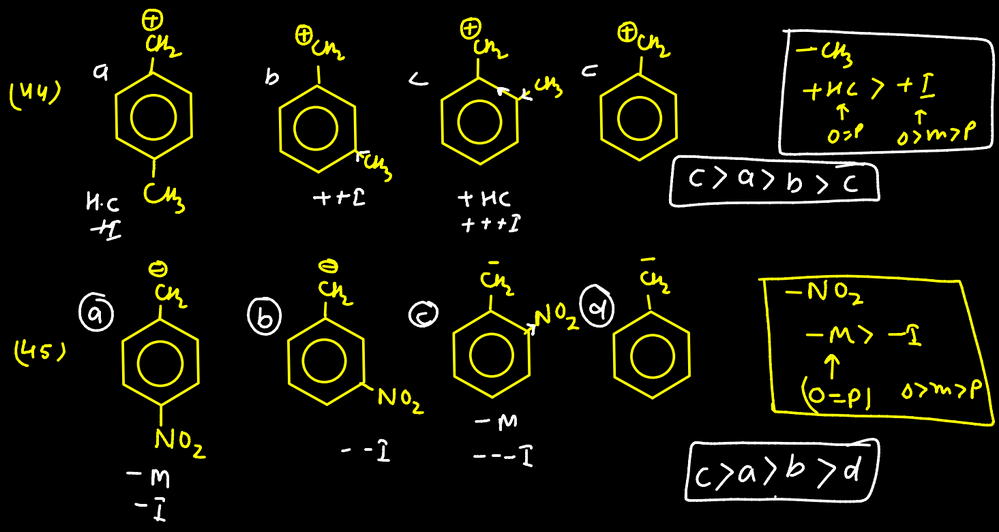 (44)
a
⊕
CH2
CH3
H.C
+I
b
⊕
CH2
CH3
++I
c
⊕
CH2
CH3
+HC
+++I
c
⊕
CH2
-CH3
+HC > +I
↑ ↑
o=p o>m>p
c > a > b > c
(45)
a
⊖
CH2
NO2
-M
-I
b
⊖
CH2
NO2
--I
c
-
CH2
NO2
-M
---I
d
-
CH2
-NO2
-M > -I
↑
(o=p) o>m>p
c > a > b > d